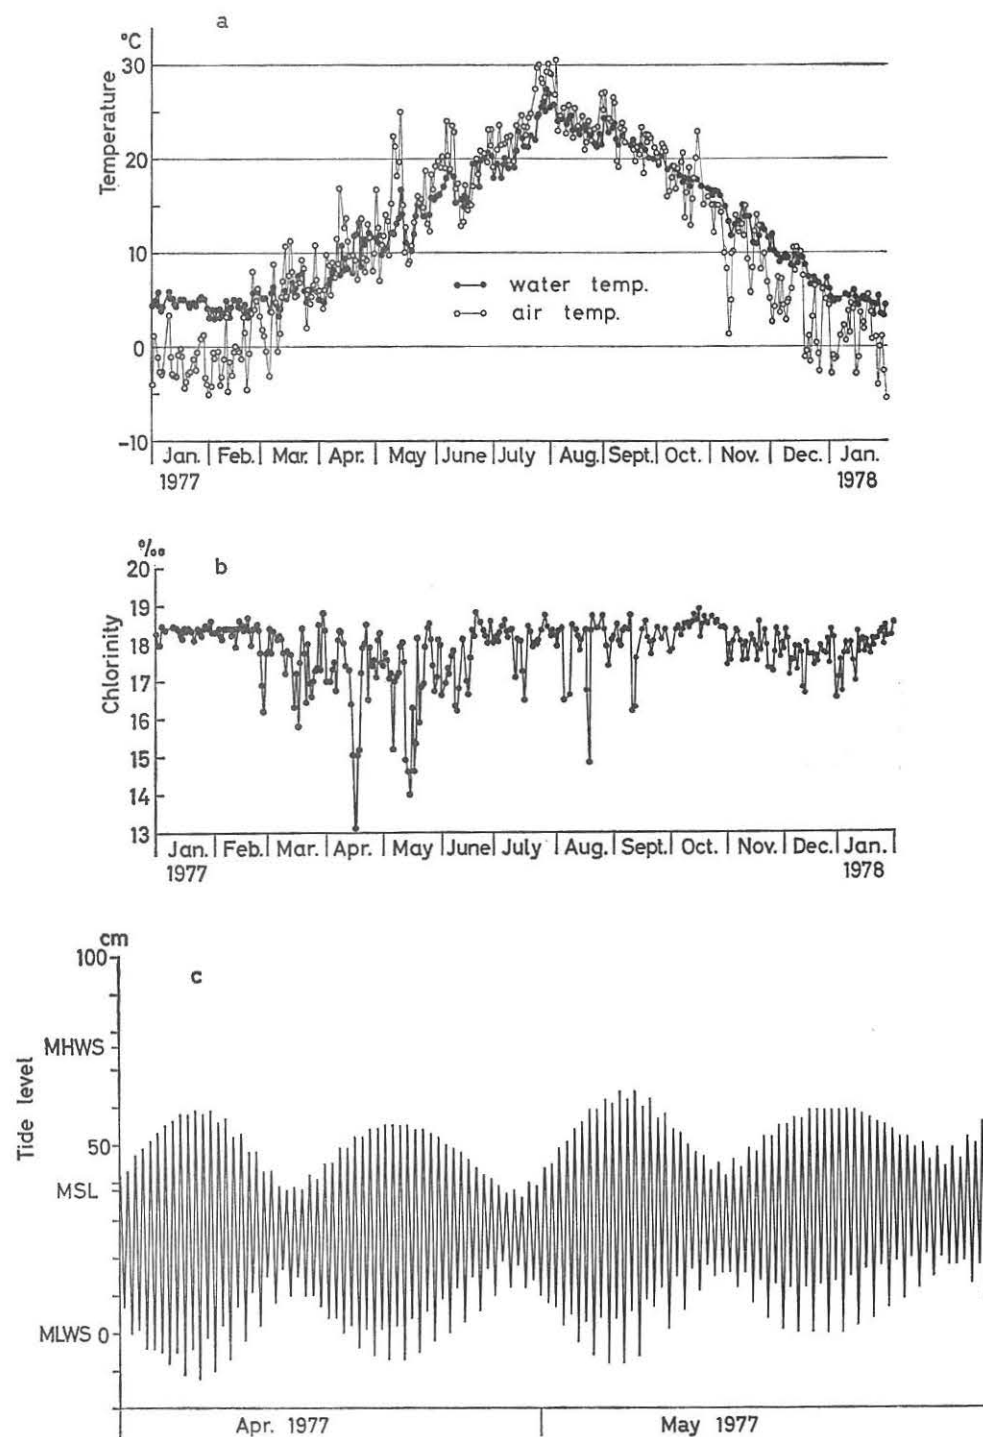 a
°C
30
20
10
0
-10
Temperature
water temp.
air temp.
Jan. Feb. Mar. Apr. May June July Aug. Sept. Oct. Nov. Dec. Jan.
1977 1978
b
‰
20
19
18
17
16
15
14
13
Chlorinity
Jan. Feb. Mar. Apr. May June July Aug. Sept. Oct. Nov. Dec. Jan.
1977 1978
c
cm
100
MHWS
50
MSL
MLWS 0
Tide level
Apr. 1977 May 1977